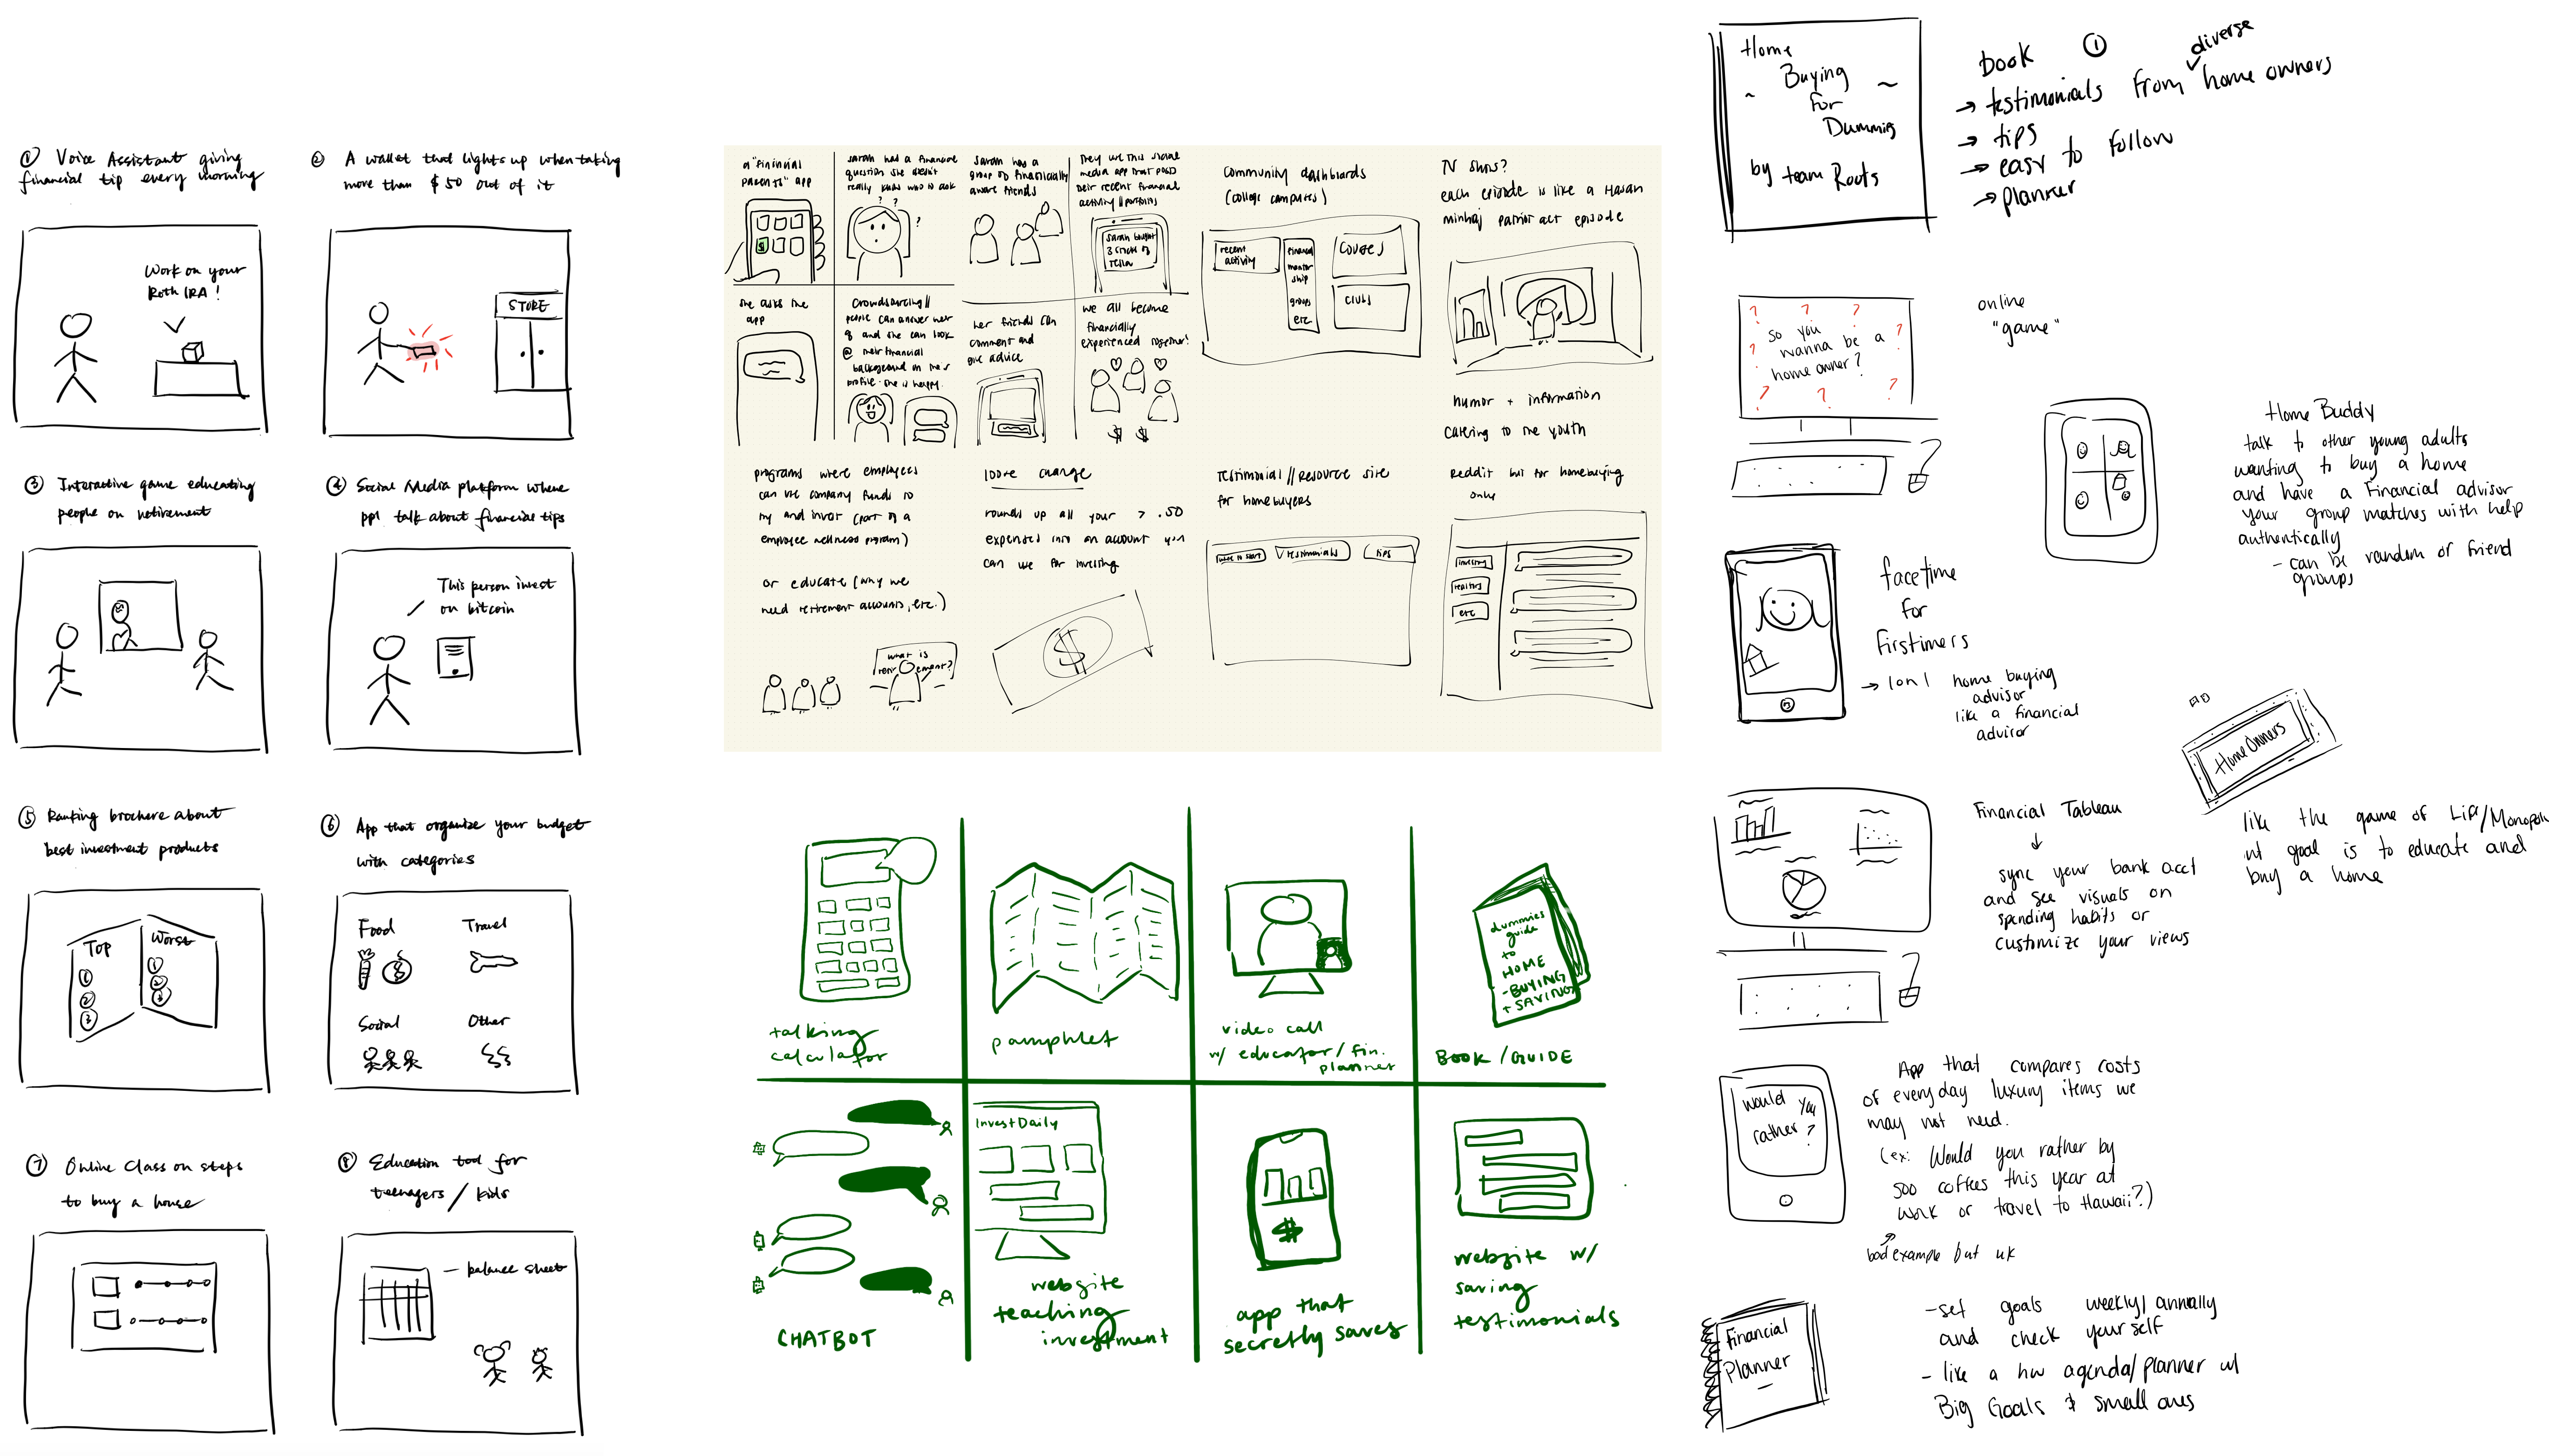 ① Voice Assistant giving
financial tip every morning
Work on your
Roth IRA!
② A wallet that lights up when taking
more than $50 out of it
STORE
③ Interactive game educating
people on retirement
④ Social Media platform where
ppl talk about financial tips
This person invest
on bitcoin
⑤ Ranking brochere about
best investment products
Top
1
2
3
Worst
1
2
3
⑥ App that organize your budget
with categories
Food
Travel
Social
Other
⑦ Online Class on steps
to buy a house
⑧ Education tool for
teenagers / kids
– balance sheet
a "financial
parents" app
$
sarah had a financial
question she doesn't
really know who to ask
? ?
?
she asks the
app
crowdsourcing//
people can answer her
q and she can look
@ their financial
background on their
profile. she is happy.
sarah has a
group of financially
aware friends
They use this social
media app that posts
their recent financial
activity // portfolios
sarah bought
3 stocks of
Tesla
her friends can
comment and
give advice
we all become
financially
experienced together!
$ $
community dashboards
(college campuses)
recent
activity
financial
mentor
ship
groups
etc
courses
clubs
TV shows?
each episode is like a Hasan
minhaj patriot act episode
humor + information
catering to the youth
programs where employees
can use company funds to
try and invest (part of a
employee wellness program)
or educate (why we
need retirement accounts, etc.)
what is
retirement?
loose change
rounds up all your > .50
expenses into an account you
can use for investing
$
Testimonial // Resource site
for homebuyers
where to start
testimonials
tips
Reddit but for homebuying
only
investing
realtors
etc
talking
calculator
pamphlet
video call
w/ educator/fin.
planner
dummies
guide
to
HOME
-BUYING
+ SAVING
BOOK / GUIDE
CHATBOT
InvestDaily
website
teaching
investment
$
app that
secretly saves
website w/
saving
testimonials
Home
~ Buying ~
for
Dummies
by team Roots
book ①
→ testimonials from diverse home owners
→ tips
→ easy to follow
→ planner
? ? ?
? So you ?
? wanna be a
home owner?
? ? ?
online
"game"
Home Buddy
talk to other young adults
wanting to buy a home
and have a financial advisor
your group matches with help
authentically
- can be random or friend
groups
facetime
for
firstimers
→ 1 on 1 home buying
advisor
like a financial
advisor
Home Owners
like the game of Life/Monopoly
but goal is to educate and
buy a home
Financial Tableau
↓
sync your bank acct
and see visuals on
spending habits or
customize your views
would you
rather?
App that compares costs
of everyday luxury items we
may not need.
(ex: Would you rather by
500 coffees this year at
work or travel to Hawaii?)
bad example but uk
Financial
Planner
–
-set goals weekly/annually
and check yourself
- like a hw agenda/planner w/
Big Goals & small ones